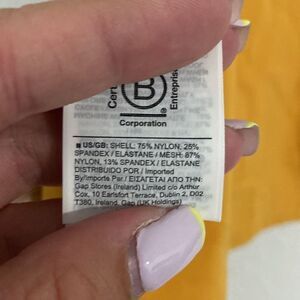 Cert
B
Entreprise
Corporation
■ US/GB: SHELL: 75% NYLON, 25%
SPANDEX / ELASTANE / MESH: 87%
NYLON, 13% SPANDEX / ELASTANE
DISTRIBUIDO POR / Imported
By/Importe Par / ΕΙΣΑΓΕΤΑΙ ΑΠΟ ΤΗΝ /
Gap Stores (Ireland) Limited c/o Arthur
Cox, 10 Earlsfort Terrace, Dublin 2, D02
T380, Ireland, Gap (UK Holdings)